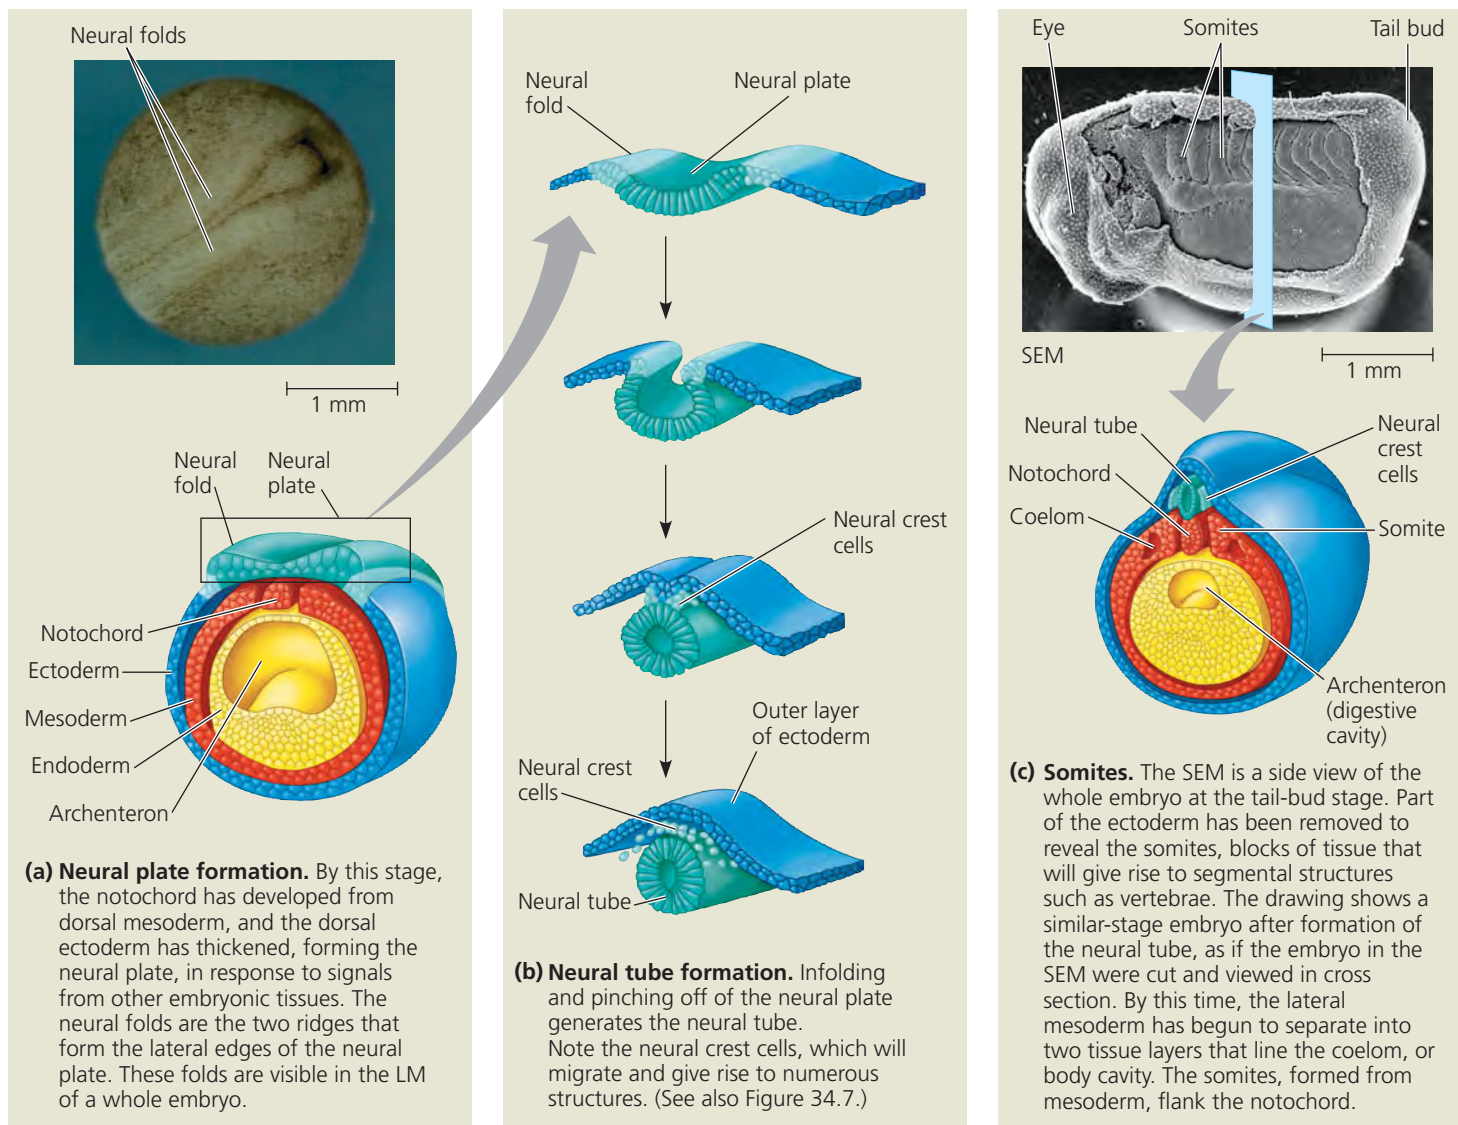 Neural folds
1 mm
Neural
fold
Neural
plate
Notochord
Ectoderm
Mesoderm
Endoderm
Archenteron
(a) Neural plate formation. By this stage,
the notochord has developed from
dorsal mesoderm, and the dorsal
ectoderm has thickened, forming the
neural plate, in response to signals
from other embryonic tissues. The
neural folds are the two ridges that
form the lateral edges of the neural
plate. These folds are visible in the LM
of a whole embryo.
Neural
fold
Neural plate
Neural crest
cells
Outer layer
of ectoderm
Neural crest
cells
Neural tube
(b) Neural tube formation. Infolding
and pinching off of the neural plate
generates the neural tube.
Note the neural crest cells, which will
migrate and give rise to numerous
structures. (See also Figure 34.7.)
Eye
Somites
Tail bud
SEM
1 mm
Neural tube
Neural
crest
cells
Notochord
Coelom
Somite
Archenteron
(digestive
cavity)
(c) Somites. The SEM is a side view of the
whole embryo at the tail-bud stage. Part
of the ectoderm has been removed to
reveal the somites, blocks of tissue that
will give rise to segmental structures
such as vertebrae. The drawing shows a
similar-stage embryo after formation of
the neural tube, as if the embryo in the
SEM were cut and viewed in cross
section. By this time, the lateral
mesoderm has begun to separate into
two tissue layers that line the coelom, or
body cavity. The somites, formed from
mesoderm, flank the notochord.